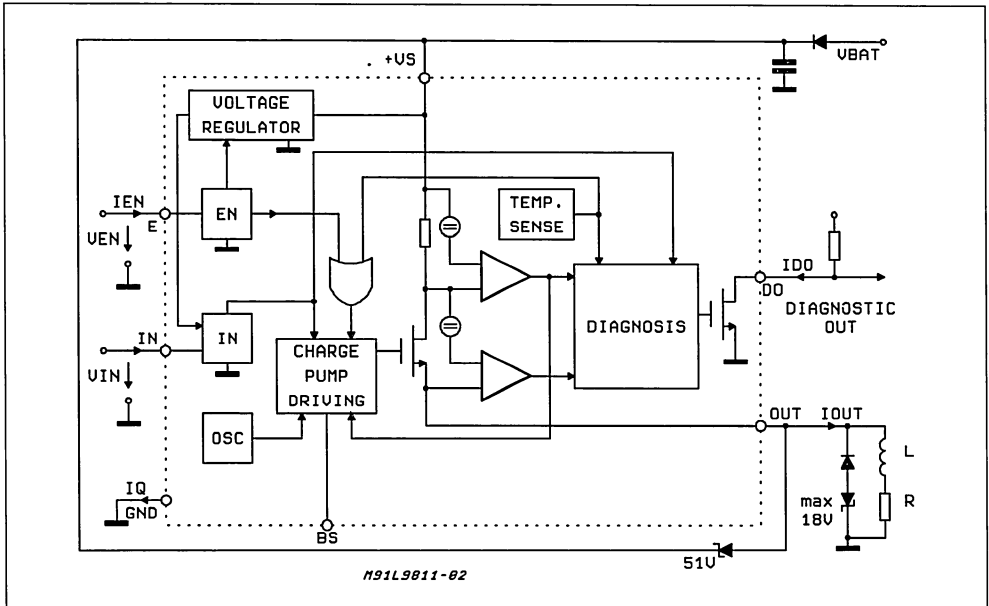 . +VS
VBAT
VOLTAGE
REGULATOR
IEN
E
EN
VEN
TEMP.
SENSE
IDO
DO
DIAGNOSTIC
OUT
IN
IN
VIN
DIAGNOSIS
CHARGE
PUMP
DRIVING
OSC
OUT
IOUT
L
R
max
18V
IQ
GND
BS
51V
M91L9811-02